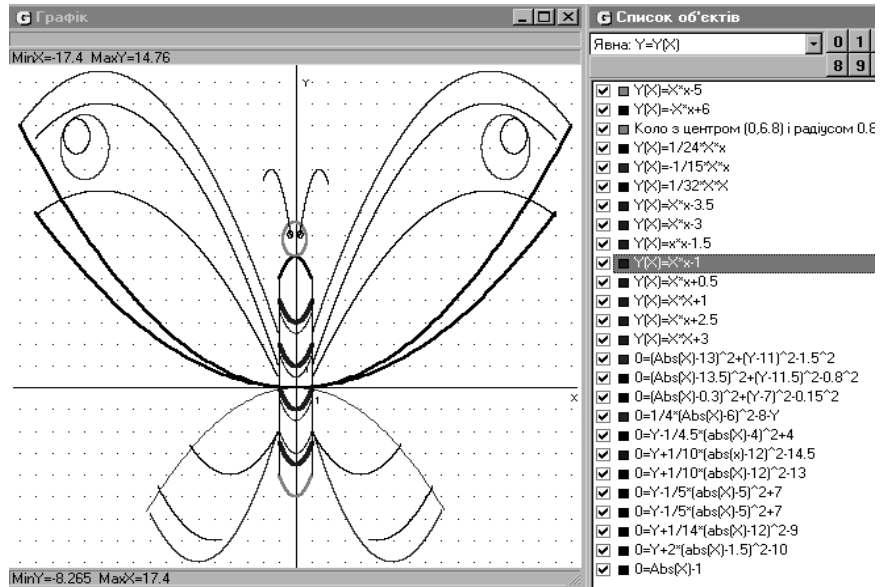 G Графік
MinX=-17.4 MaxY=14.76
Y
X
1
MinY=-8.265 MaxX=17.4
G Список об'єктів
Явна: Y=Y(X)
0 1
8 9
Y(X)=X*x-5
Y(X)=-X*x+6
Коло з центром (0,6.8) і радіусом 0.8
Y(X)=1/24*X*x
Y(X)=-1/15*X*x
Y(X)=1/32*X*X
Y(X)=X*x-3.5
Y(X)=X*x-3
Y(X)=x*x-1.5
Y(X)=X*x-1
Y(X)=X*x+0.5
Y(X)=X*X+1
Y(X)=X*x+2.5
Y(X)=X*X+3
0=(Abs(X)-13)^2+(Y-11)^2-1.5^2
0=(Abs(X)-13.5)^2+(Y-11.5)^2-0.8^2
0=(Abs(X)-0.3)^2+(Y-7)^2-0.15^2
0=1/4*(Abs(X)-6)^2-8-Y
0=Y-1/4.5*(abs(X)-4)^2+4
0=Y+1/10*(abs(x)-12)^2-14.5
0=Y+1/10*(abs(X)-12)^2-13
0=Y-1/5*(abs(X)-5)^2+7
0=Y-1/5*(abs(X)-5)^2+7
0=Y+1/14*(abs(X)-12)^2-9
0=Y+2*(abs(X)-1.5)^2-10
0=Abs(X)-1